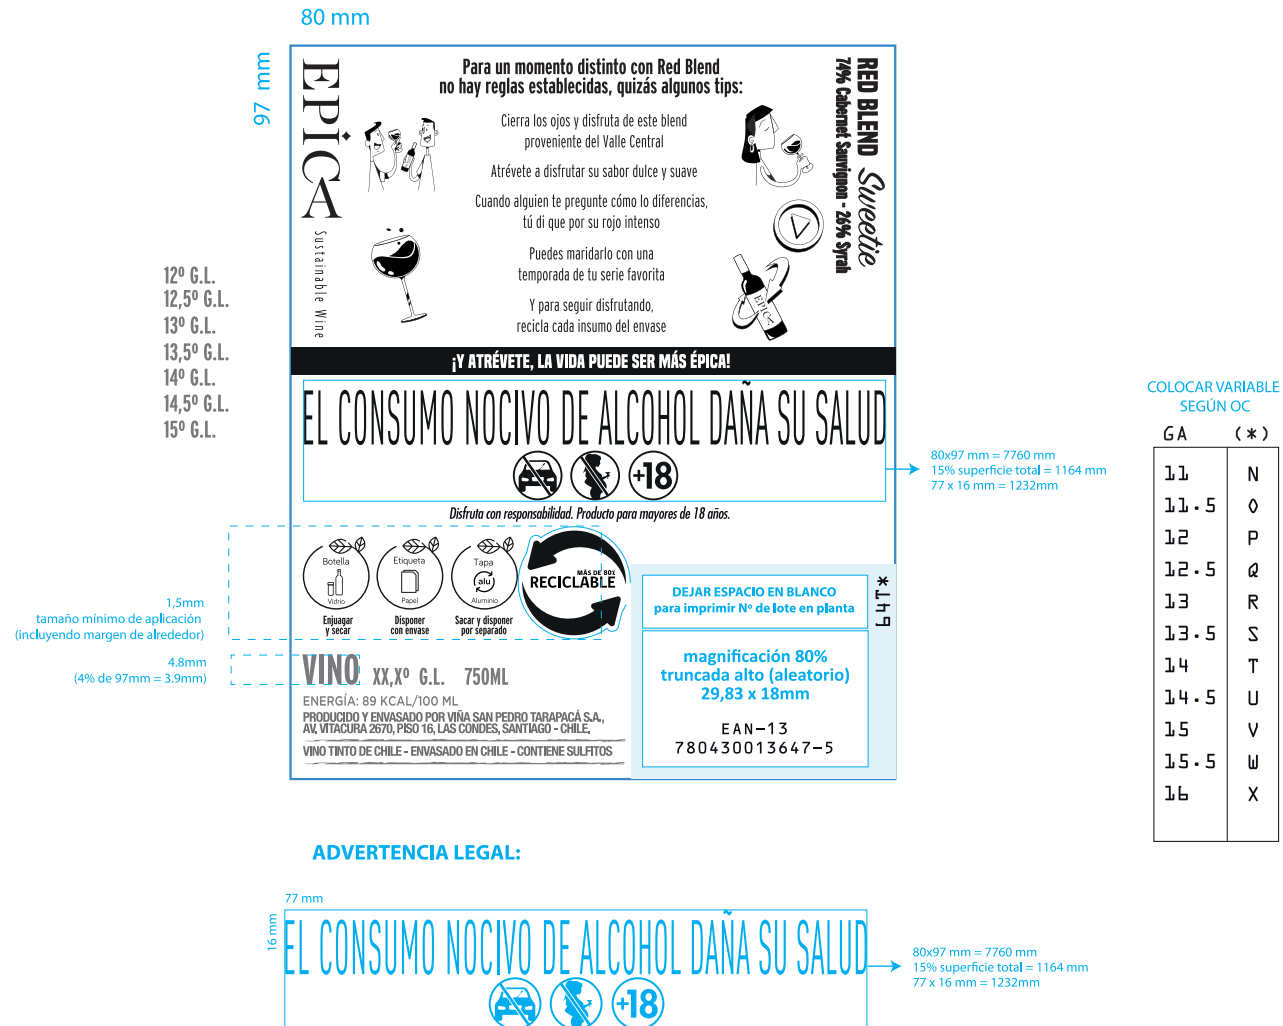 80 mm
97 mm
EPİCA
Sustainable Wine
Para un momento distinto con Red Blend
no hay reglas establecidas, quizás algunos tips:
Cierra los ojos y disfruta de este blend
proveniente del Valle Central
Atrévete a disfrutar su sabor dulce y suave
Cuando alguien te pregunte cómo lo diferencias,
tú di que por su rojo intenso
Puedes maridarlo con una
temporada de tu serie favorita
Y para seguir disfrutando,
recicla cada insumo del envase
RED BLEND Sweetie
74% Cabernet Sauvignon - 26% Syrah
EPICA
12º G.L.
12,5º G.L.
13º G.L.
13,5º G.L.
14º G.L.
14,5º G.L.
15º G.L.
¡Y ATRÉVETE, LA VIDA PUEDE SER MÁS ÉPICA!
EL CONSUMO NOCIVO DE ALCOHOL DAÑA SU SALUD
+18
80x97 mm = 7760 mm
15% superficie total = 1164 mm
77 x 16 mm = 1232mm
Disfruta con responsabilidad. Producto para mayores de 18 años.
Botella
Vidrio
Enjuagar
y secar
Etiqueta
Papel
Disponer
con envase
Tapa
alu
Aluminio
Sacar y disponer
por separado
MÁS DE 80%
RECICLABLE
1,5mm
tamaño mínimo de aplicación
(incluyendo margen de alrededor)
4.8mm
(4% de 97mm = 3.9mm)
VINO XX,Xº G.L. 750ML
ENERGÍA: 89 KCAL/100 ML
PRODUCIDO Y ENVASADO POR VIÑA SAN PEDRO TARAPACÁ S.A.,
AV. VITACURA 2670, PISO 16, LAS CONDES, SANTIAGO - CHILE.
VINO TINTO DE CHILE - ENVASADO EN CHILE - CONTIENE SULFITOS
DEJAR ESPACIO EN BLANCO
para imprimir Nº de lote en planta
64T*
magnificación 80%
truncada alto (aleatorio)
29,83 x 18mm
EAN-13
780430013647-5
COLOCAR VARIABLE
SEGÚN OC
GA (*)
11 N
11.5 O
12 P
12.5 Q
13 R
13.5 S
14 T
14.5 U
15 V
15.5 W
16 X
ADVERTENCIA LEGAL:
77 mm
16 mm
EL CONSUMO NOCIVO DE ALCOHOL DAÑA SU SALUD
+18
80x97 mm = 7760 mm
15% superficie total = 1164 mm
77 x 16 mm = 1232mm